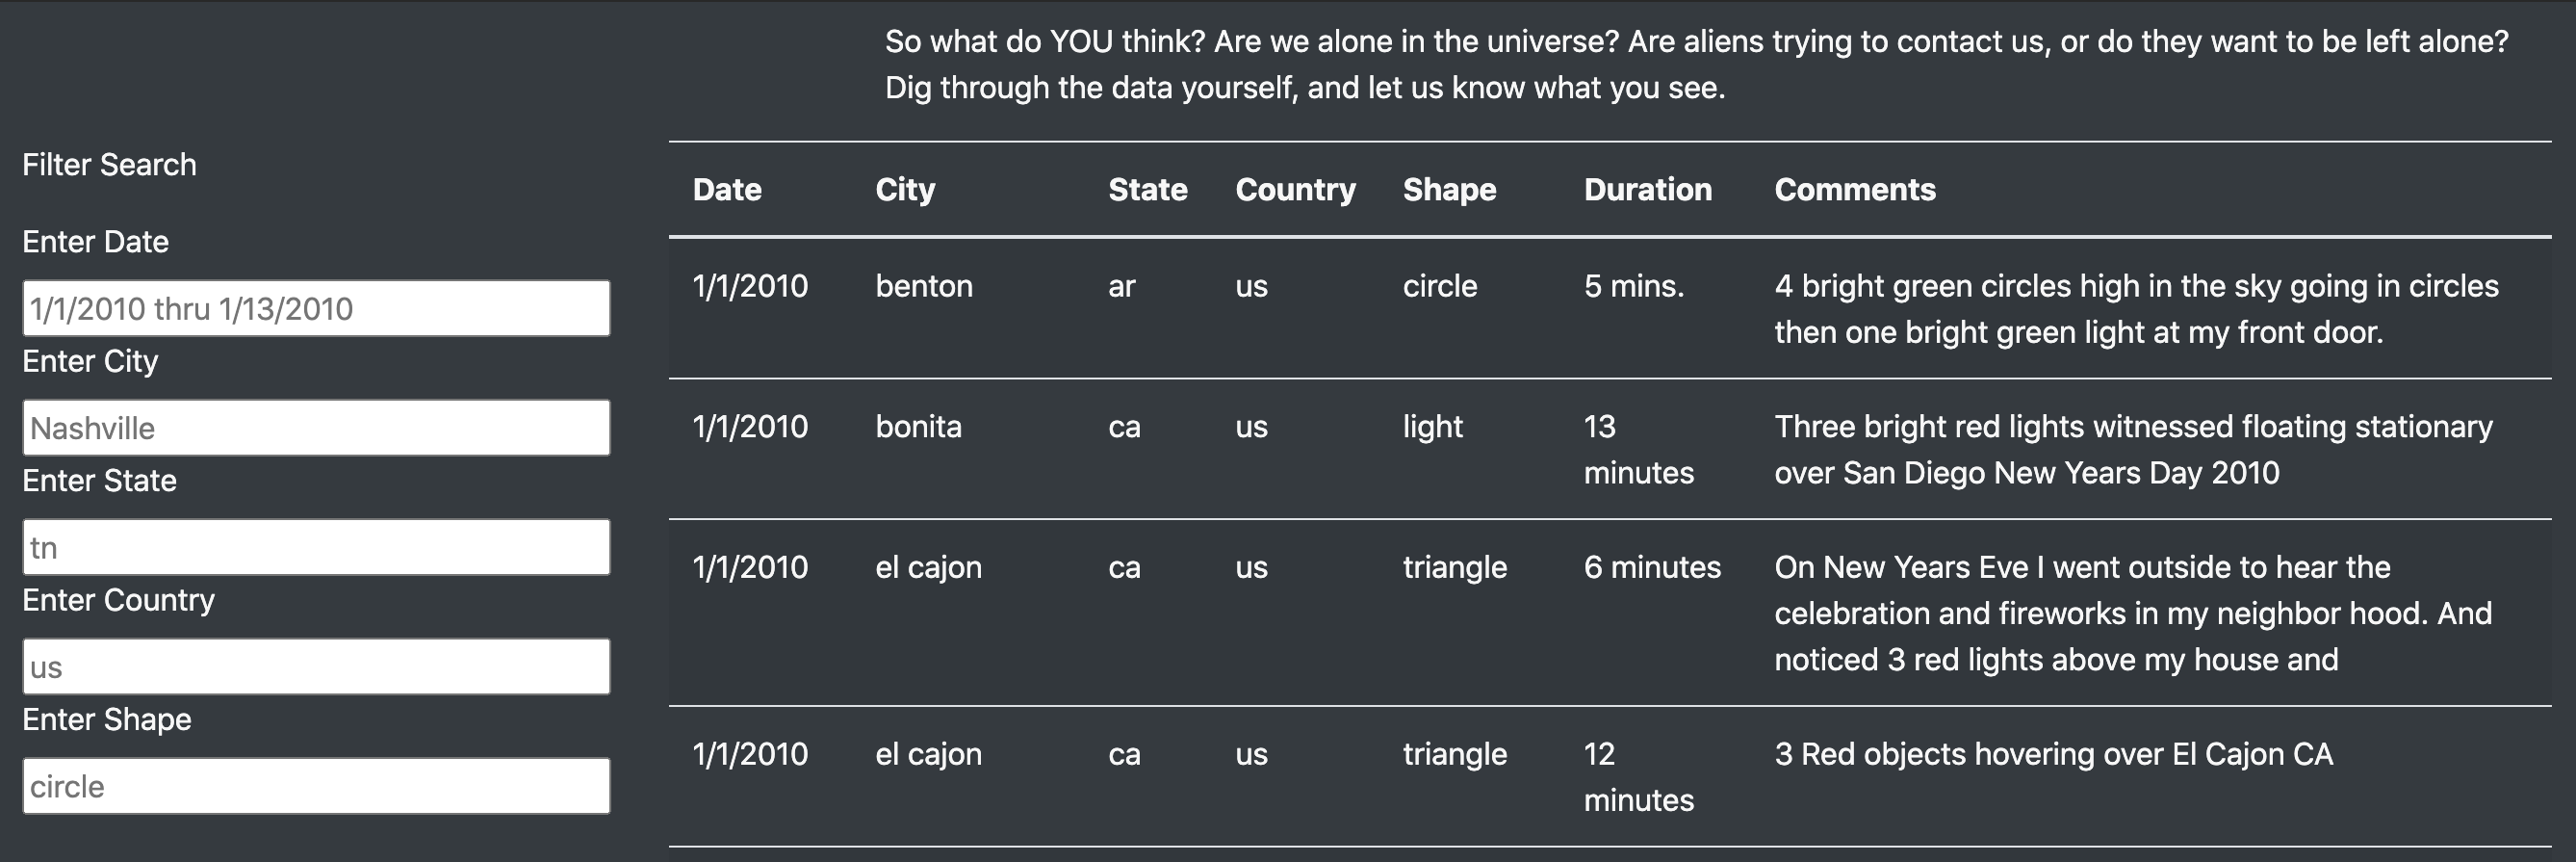 So what do YOU think? Are we alone in the universe? Are aliens trying to contact us, or do they want to be left alone?
Dig through the data yourself, and let us know what you see.
Filter Search
Enter Date
1/1/2010 thru 1/13/2010
Enter City
Nashville
Enter State
tn
Enter Country
us
Enter Shape
circle
Date City State Country Shape Duration Comments
1/1/2010 benton ar us circle 5 mins. 4 bright green circles high in the sky going in circles
then one bright green light at my front door.
1/1/2010 bonita ca us light 13 Three bright red lights witnessed floating stationary
minutes over San Diego New Years Day 2010
1/1/2010 el cajon ca us triangle 6 minutes On New Years Eve I went outside to hear the
celebration and fireworks in my neighbor hood. And
noticed 3 red lights above my house and
1/1/2010 el cajon ca us triangle 12 3 Red objects hovering over El Cajon CA
minutes